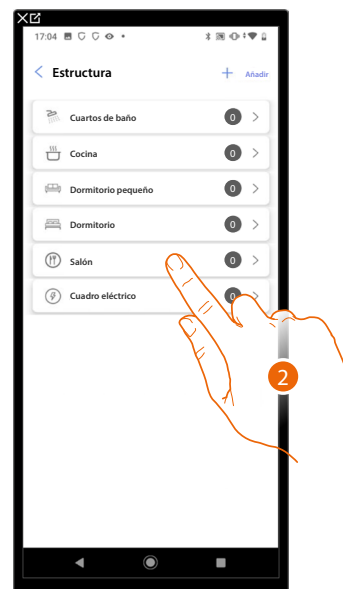 17:04
Estructura
+ Añadir
Cuartos de baño 0
Cocina 0
Dormitorio pequeño 0
Dormitorio 0
Salón 0
Cuadro eléctrico 0
2